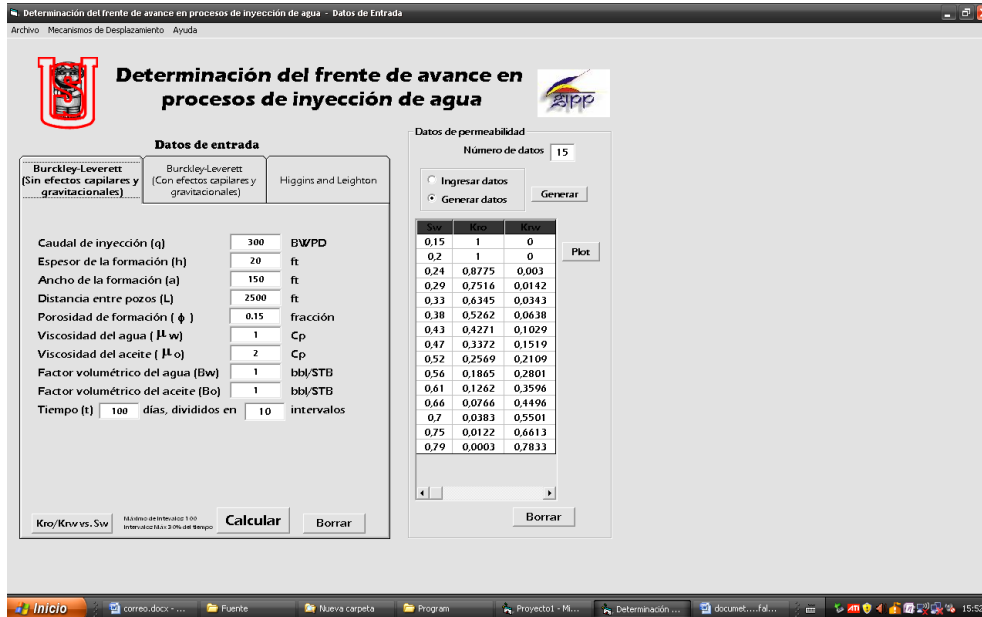 Determinación del frente de avance en procesos de inyección de agua - Datos de Entrada
Archivo Mecanismos de Desplazamiento Ayuda
Determinación del frente de avance en
procesos de inyección de agua
gipp
Datos de entrada
Burckley-Leverett
(Sin efectos capilares y
gravitacionales)
Burckley-Leverett
(Con efectos capilares y
gravitacionales)
Higgins and Leighton
Caudal de inyección (q) 300 BWPD
Espesor de la formación (h) 20 ft
Ancho de la formación (a) 150 ft
Distancia entre pozos (L) 2500 ft
Porosidad de formación ( ϕ ) 0.15 fracción
Viscosidad del agua ( μ w) 1 Cp
Viscosidad del aceite ( μ o) 2 Cp
Factor volumétrico del agua (Bw) 1 bbl/STB
Factor volumétrico del aceite (Bo) 1 bbl/STB
Tiempo (t) 100 días, divididos en 10 intervalos
Kro/Krw vs. Sw
Máximo de intervalos 100
Intervalos Máx 30% del tiempo
Calcular
Borrar
Datos de permeabilidad
Número de datos 15
Ingresar datos
Generar datos
Generar
Sw Kro Krw
0,15 1 0
0,2 1 0
0,24 0,8775 0,003
0,29 0,7516 0,0142
0,33 0,6345 0,0343
0,38 0,5262 0,0638
0,43 0,4271 0,1029
0,47 0,3372 0,1519
0,52 0,2569 0,2109
0,56 0,1865 0,2801
0,61 0,1262 0,3596
0,66 0,0766 0,4496
0,7 0,0383 0,5501
0,75 0,0122 0,6613
0,79 0,0003 0,7833
Plot
Borrar
Inicio correo.docx - ... Fuente Nueva carpeta Program Proyecto1 - Mi... Determinación ... documet....fal... 15:52